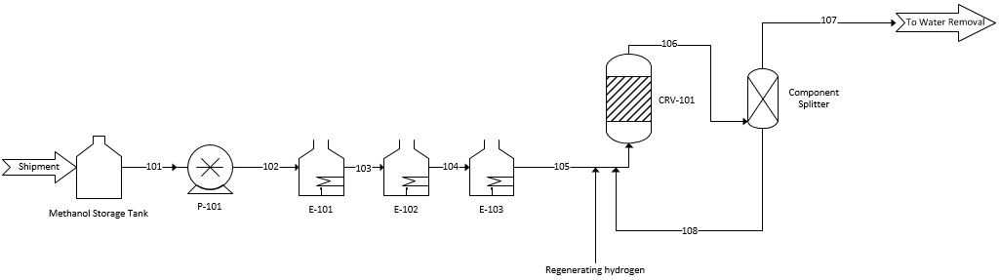 107
To Water Removal
106
Component
Splitter
CRV-101
Shipment
101
102
103
104
105
Methanol Storage Tank
P-101
E-101
E-102
E-103
108
Regenerating hydrogen